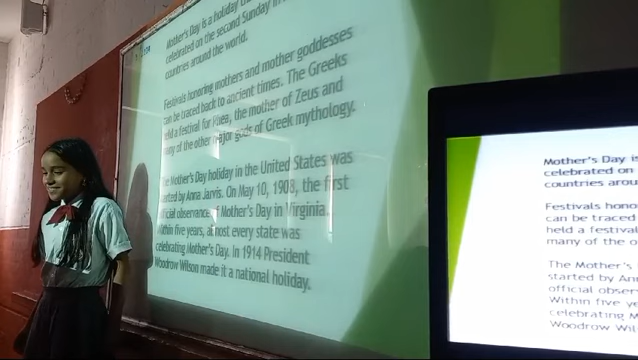 Mother's Day is a holiday
celebrated on the second Sunday in
countries around the world.
Festivals honoring mothers and mother goddesses
can be traced back to ancient times. The Greeks
held a festival for Rhea, the mother of Zeus and
many of the other major gods of Greek mythology.
The Mother's Day holiday in the United States was
started by Anna Jarvis. On May 10, 1908, the first
official observance of Mother's Day in Virginia.
Within five years, almost every state was
celebrating Mother's Day. In 1914 President
Woodrow Wilson made it a national holiday.
Mother's Day is
celebrated on
countries arou
Festivals hono
can be traced
held a festival
many of the o
The Mother's
started by Ann
official obser
Within five ye
celebrating M
Woodrow Wil